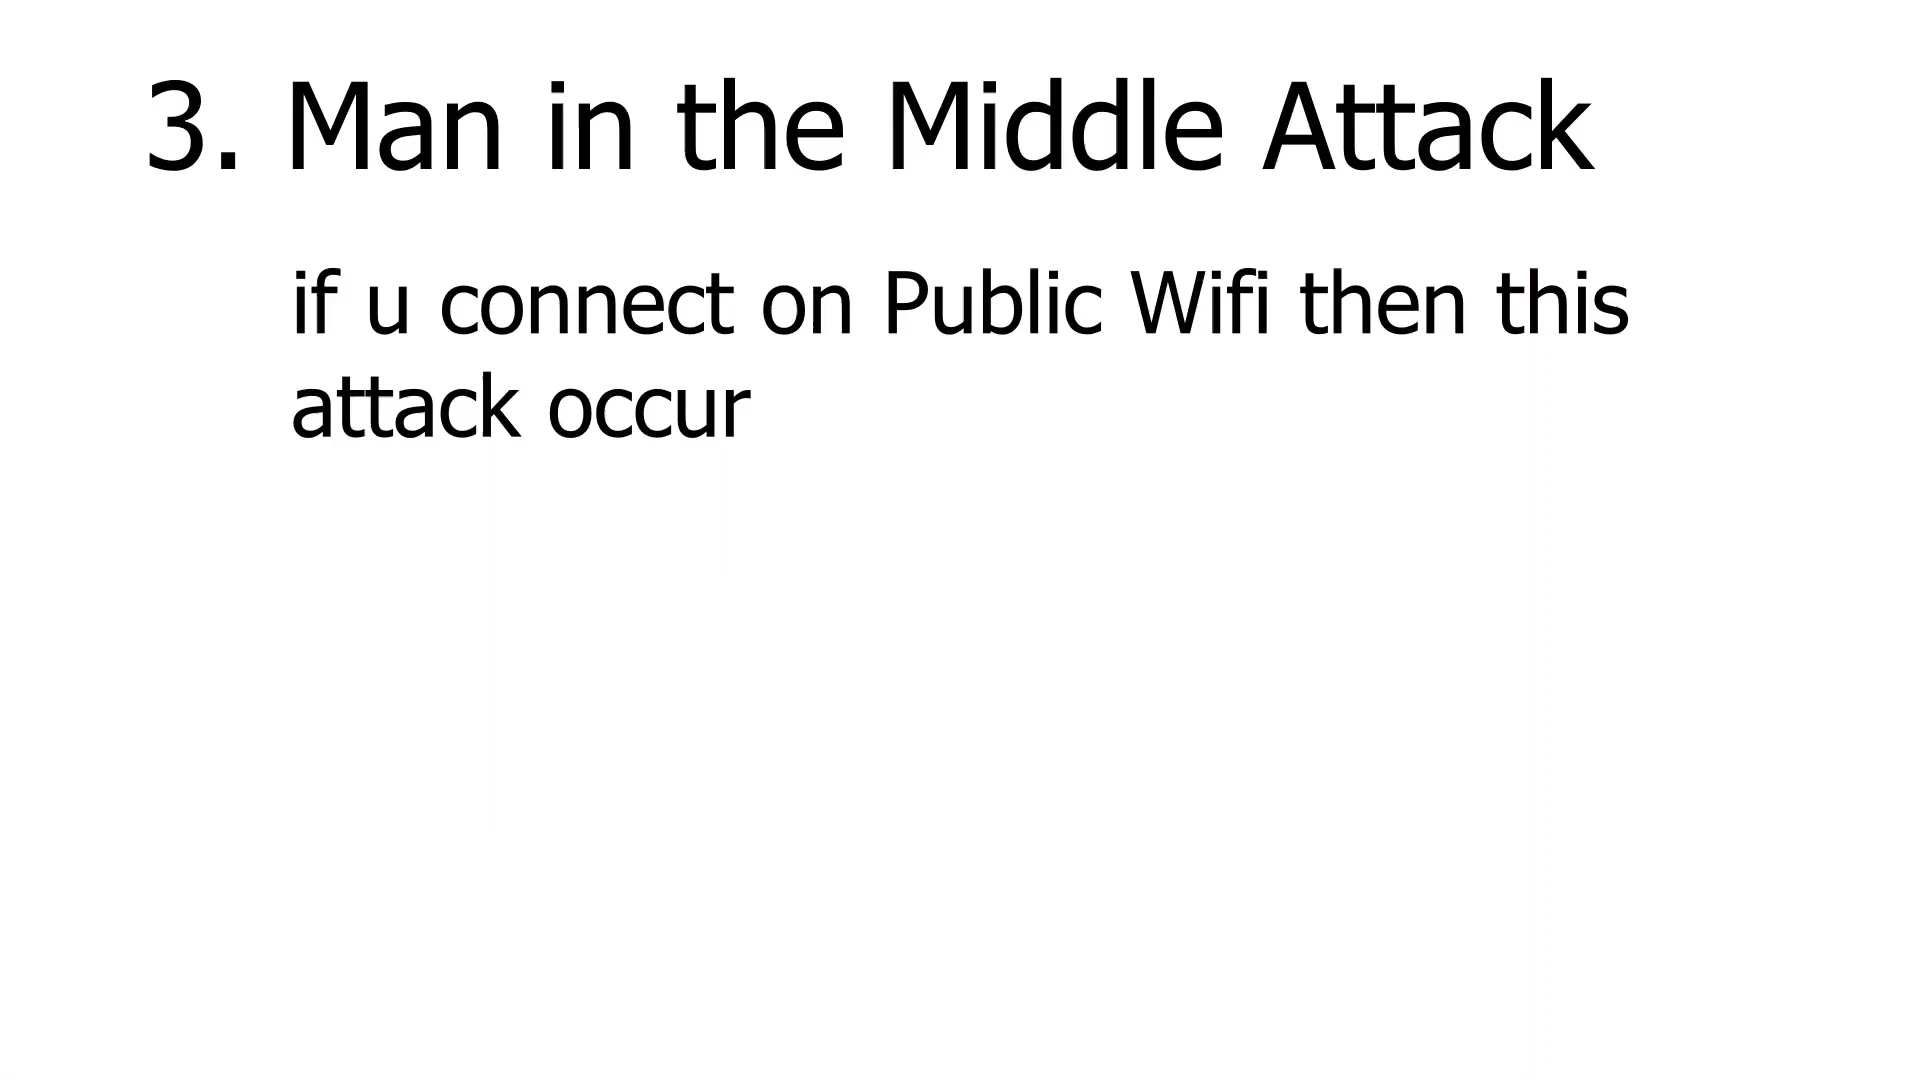 3. Man in the Middle Attack
if u connect on Public Wifi then this
attack occur